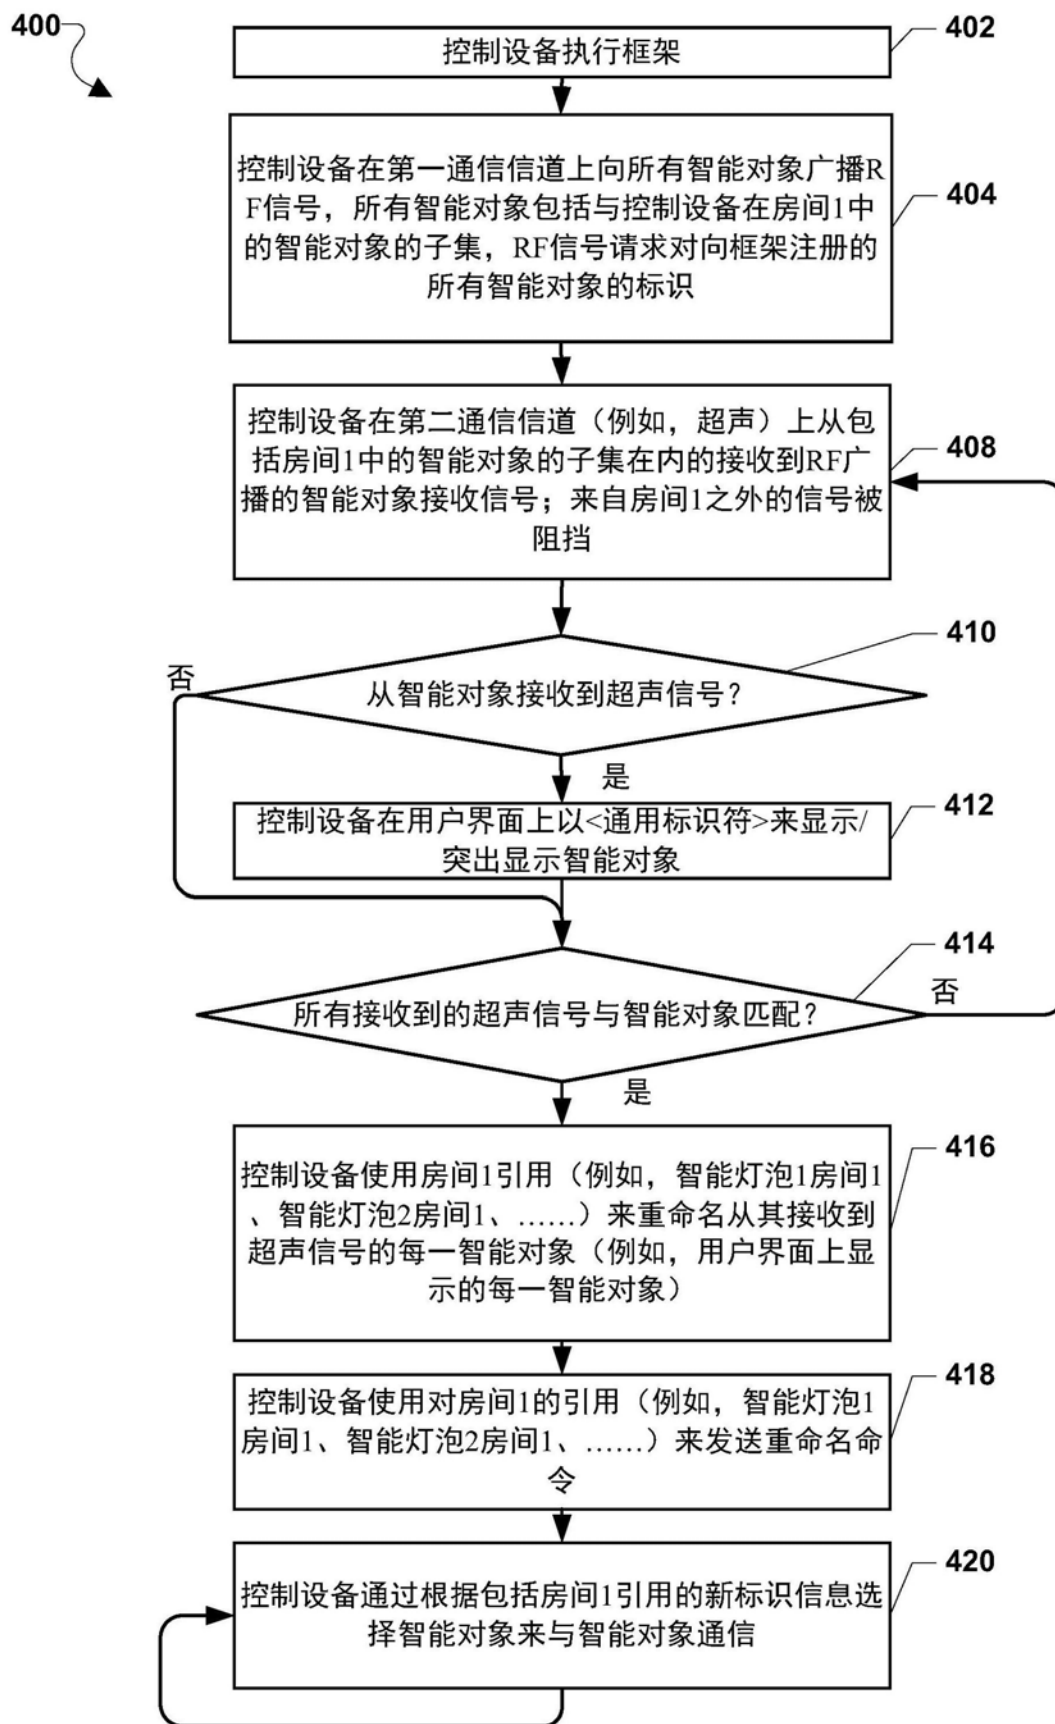 400
控制设备执行框架
402
控制设备在第一通信信道上向所有智能对象广播R
F信号，所有智能对象包括与控制设备在房间1中
的智能对象的子集，RF信号请求对向框架注册的
所有智能对象的标识
404
控制设备在第二通信信道（例如，超声）上从包
括房间1中的智能对象的子集在内的接收到RF广
播的智能对象接收信号；来自房间1之外的信号被
阻挡
408
从智能对象接收到超声信号？
410
否
是
控制设备在用户界面上以<通用标识符>来显示/
突出显示智能对象
412
所有接收到的超声信号与智能对象匹配？
414
否
是
控制设备使用房间1引用（例如，智能灯泡1房间1
、智能灯泡2房间1、……）来重命名从其接收到
超声信号的每一智能对象（例如，用户界面上显
示的每一智能对象）
416
控制设备使用对房间1的引用（例如，智能灯泡1
房间1、智能灯泡2房间1、……）来发送重命名命
令
418
控制设备通过根据包括房间1引用的新标识信息选
择智能对象来与智能对象通信
420